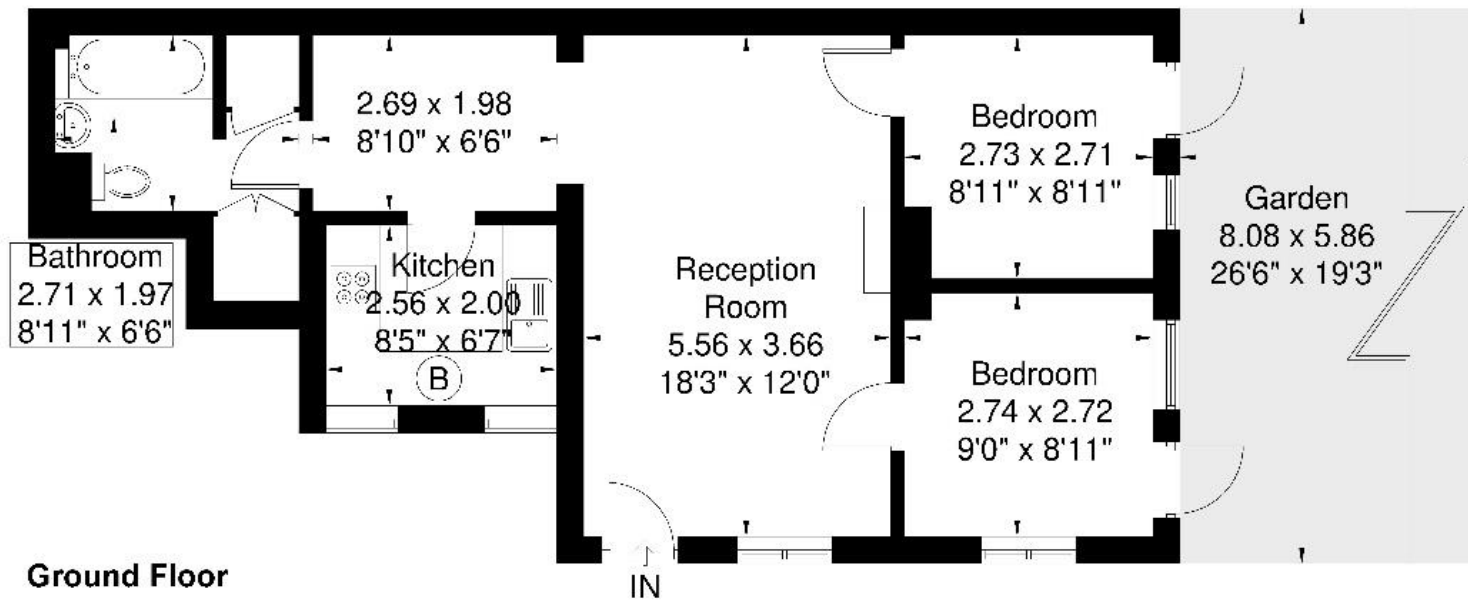 2.69 x 1.98
8'10" x 6'6"
Bedroom
2.73 x 2.71
8'11" x 8'11"
Garden
8.08 x 5.86
26'6" x 19'3"
Bathroom
2.71 x 1.97
8'11" x 6'6"
Kitchen
2.56 x 2.00
8'5" x 6'7"
B
Reception
Room
5.56 x 3.66
18'3" x 12'0"
Bedroom
2.74 x 2.72
9'0" x 8'11"
Ground Floor
IN